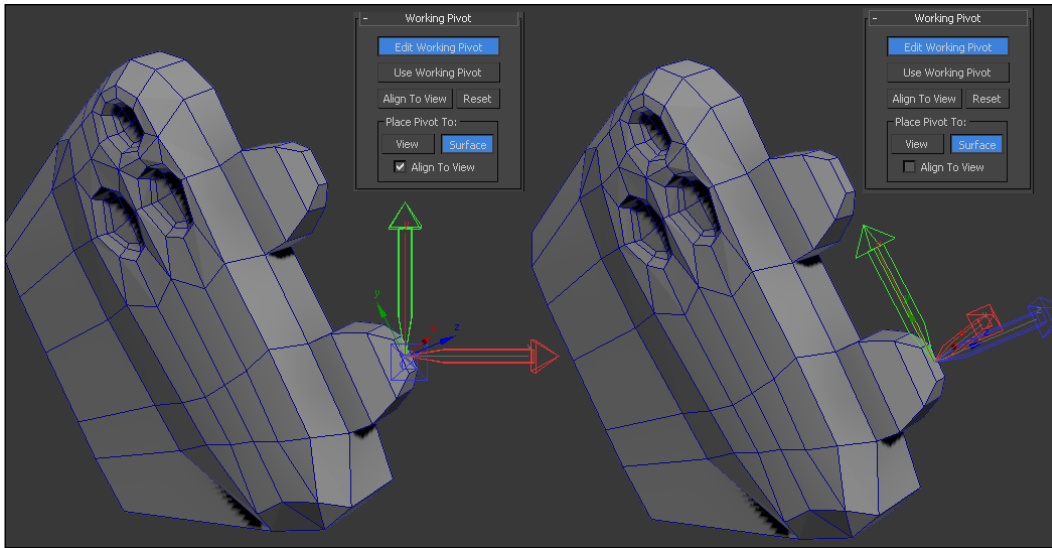 - Working Pivot
Edit Working Pivot
Use Working Pivot
Align To View Reset
Place Pivot To:
View Surface
Align To View
y
x
z
- Working Pivot
Edit Working Pivot
Use Working Pivot
Align To View Reset
Place Pivot To:
View Surface
Align To View